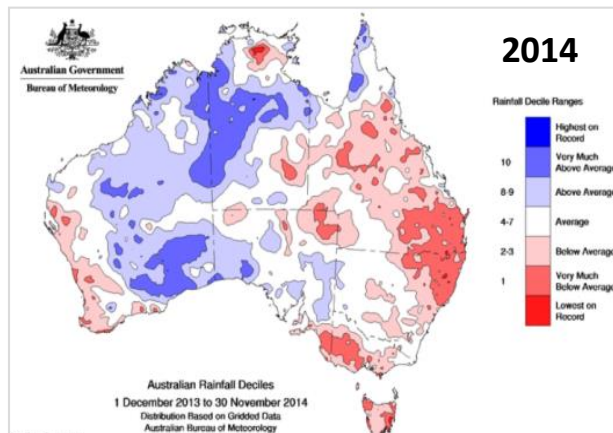 Australian Government
Bureau of Meteorology
2014
Rainfall Decile Ranges
Highest on
Record
10
Very Much
Above Average
8-9
Above Average
4-7
Average
2-3
Below Average
1
Very Much
Below Average
Lowest on
Record
Australian Rainfall Deciles
1 December 2013 to 30 November 2014
Distribution Based on Gridded Data
Australian Bureau of Meteorology